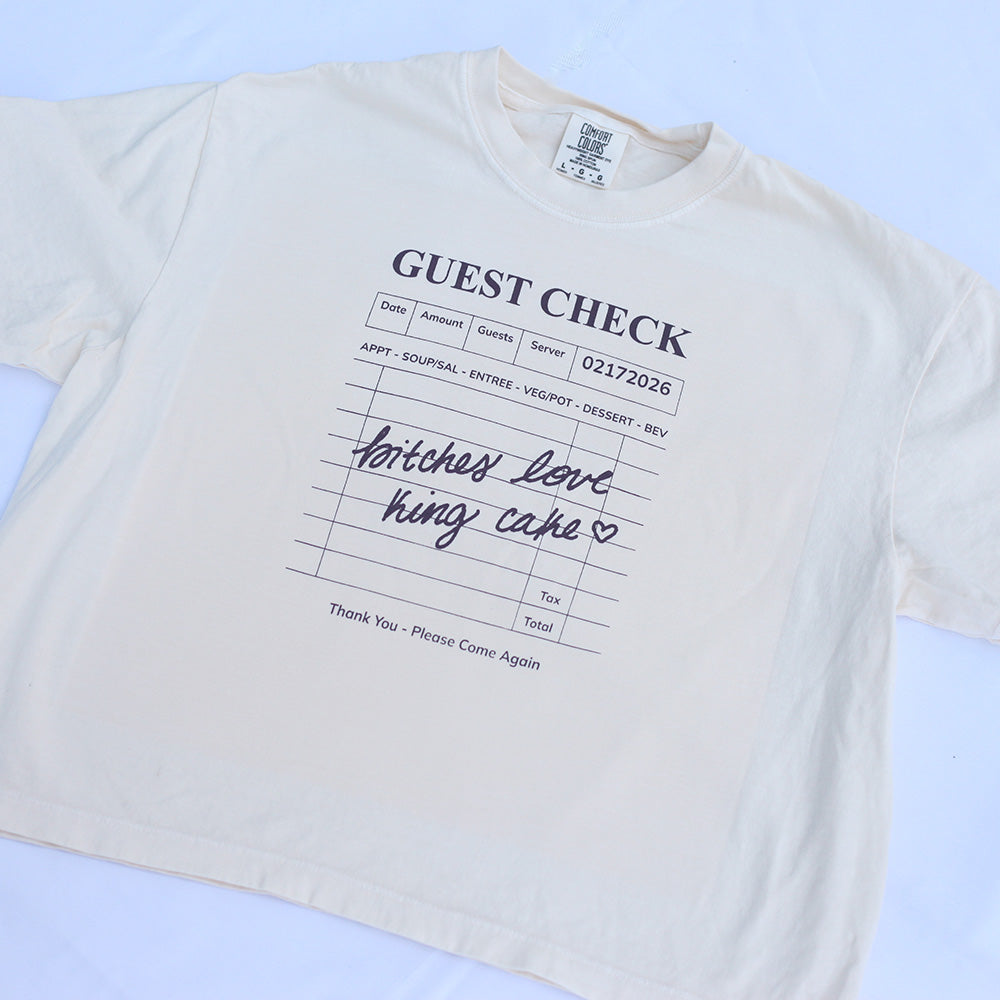 COMFORT
COLORS
L - G - G
GUEST CHECK
Date Amount Guests Server 02172026
APPT - SOUP/SAL - ENTREE - VEG/POT - DESSERT - BEV
bitches love
king cake ♡
Tax
Total
Thank You - Please Come Again